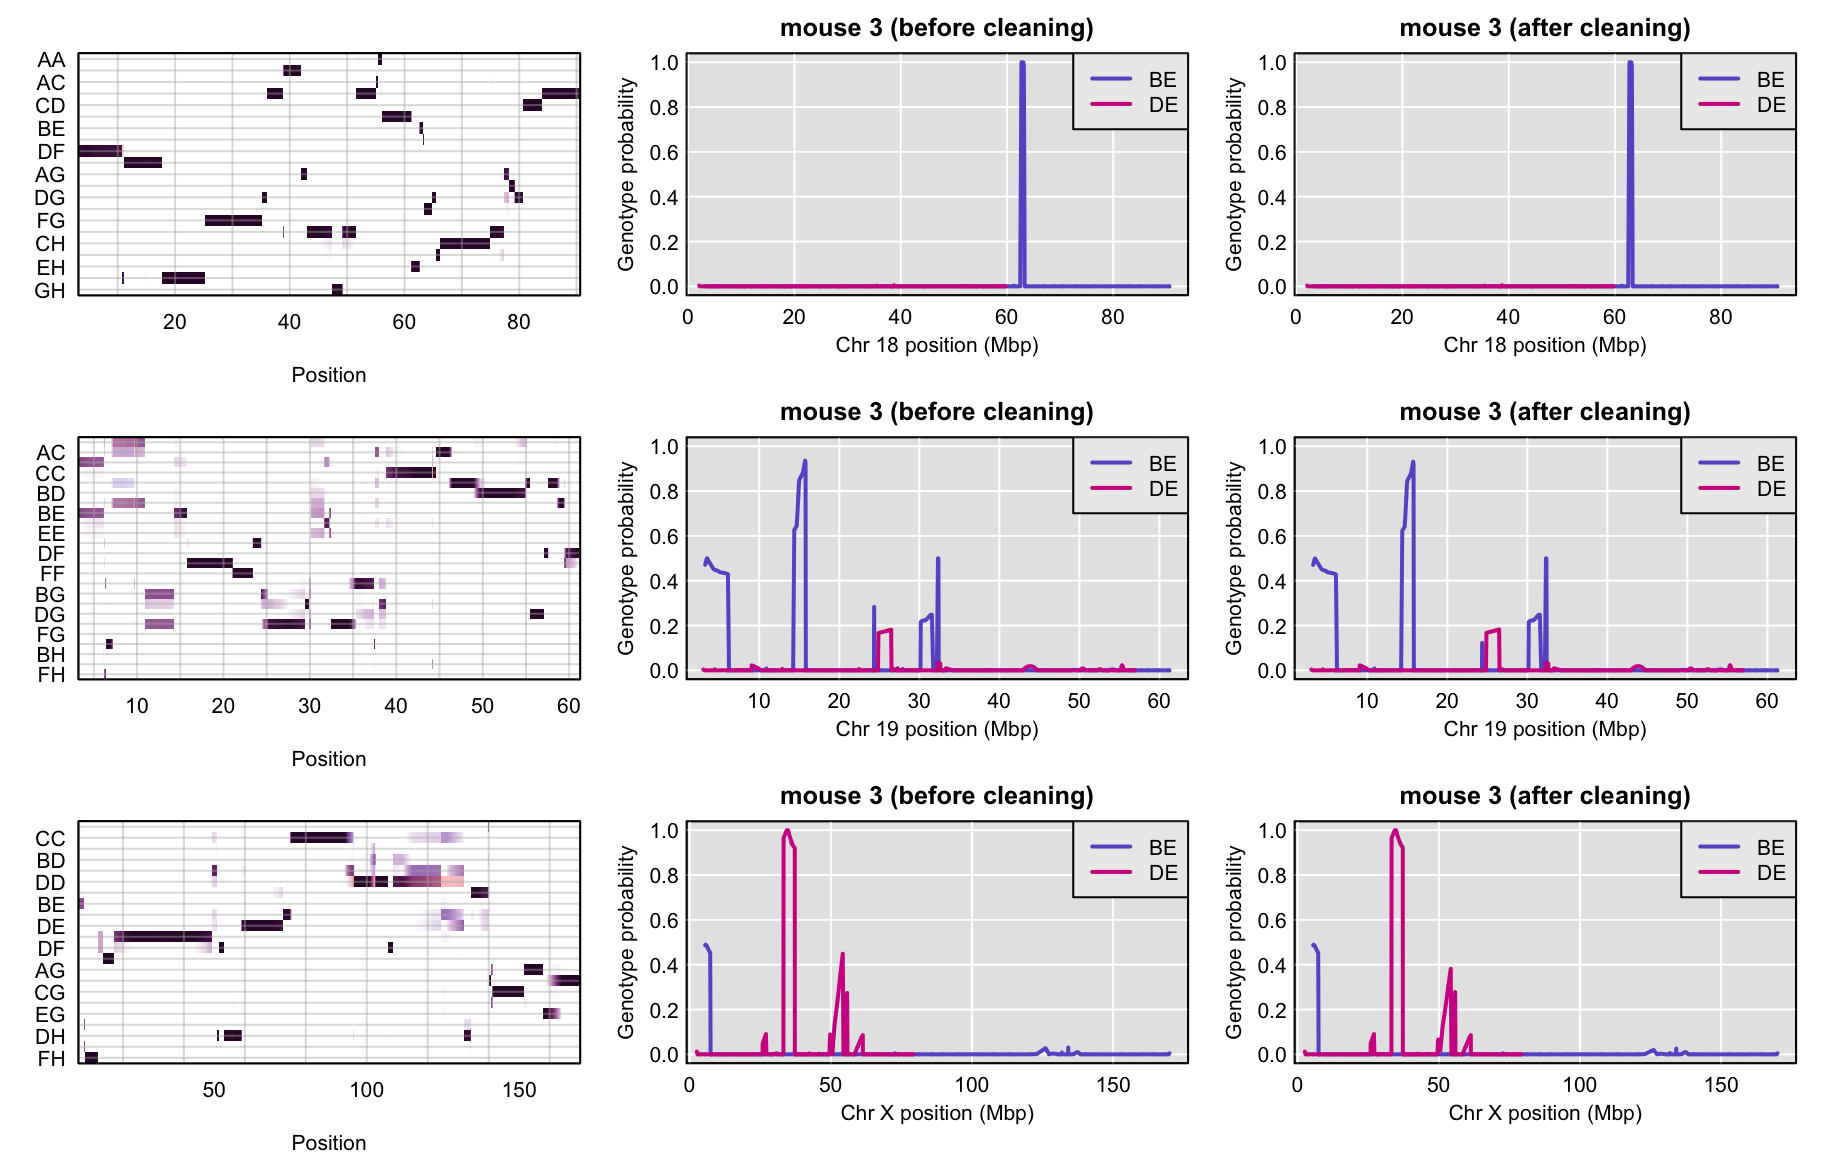 AA
AC
CD
BE
DF
AG
DG
FG
CH
EH
GH
20 40 60 80
Position
mouse 3 (before cleaning)
Genotype probability
1.0
0.8
0.6
0.4
0.2
0.0
BE
DE
0 20 40 60 80
Chr 18 position (Mbp)
mouse 3 (after cleaning)
Genotype probability
1.0
0.8
0.6
0.4
0.2
0.0
BE
DE
0 20 40 60 80
Chr 18 position (Mbp)
AC
CC
BD
BE
EE
DF
FF
BG
DG
FG
BH
FH
10 20 30 40 50 60
Position
mouse 3 (before cleaning)
Genotype probability
1.0
0.8
0.6
0.4
0.2
0.0
BE
DE
10 20 30 40 50 60
Chr 19 position (Mbp)
mouse 3 (after cleaning)
Genotype probability
1.0
0.8
0.6
0.4
0.2
0.0
BE
DE
10 20 30 40 50 60
Chr 19 position (Mbp)
CC
BD
DD
BE
DE
DF
AG
CG
EG
DH
FH
50 100 150
Position
mouse 3 (before cleaning)
Genotype probability
1.0
0.8
0.6
0.4
0.2
0.0
BE
DE
0 50 100 150
Chr X position (Mbp)
mouse 3 (after cleaning)
Genotype probability
1.0
0.8
0.6
0.4
0.2
0.0
BE
DE
0 50 100 150
Chr X position (Mbp)